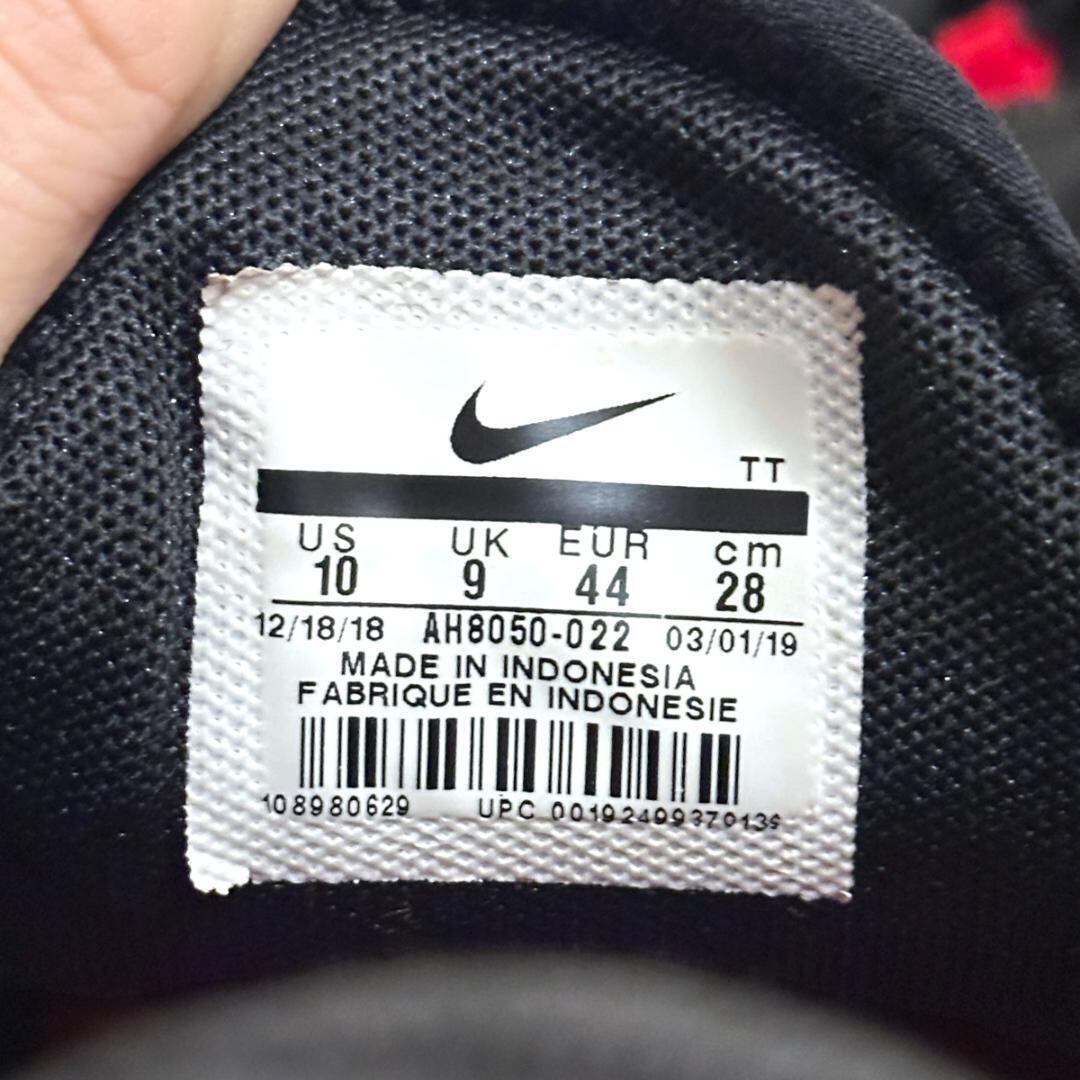 TT
US UK EUR cm
10 9 44 28
12/18/18 AH8050-022 03/01/19
MADE IN INDONESIA
FABRIQUE EN INDONESIE
108980629 UPC